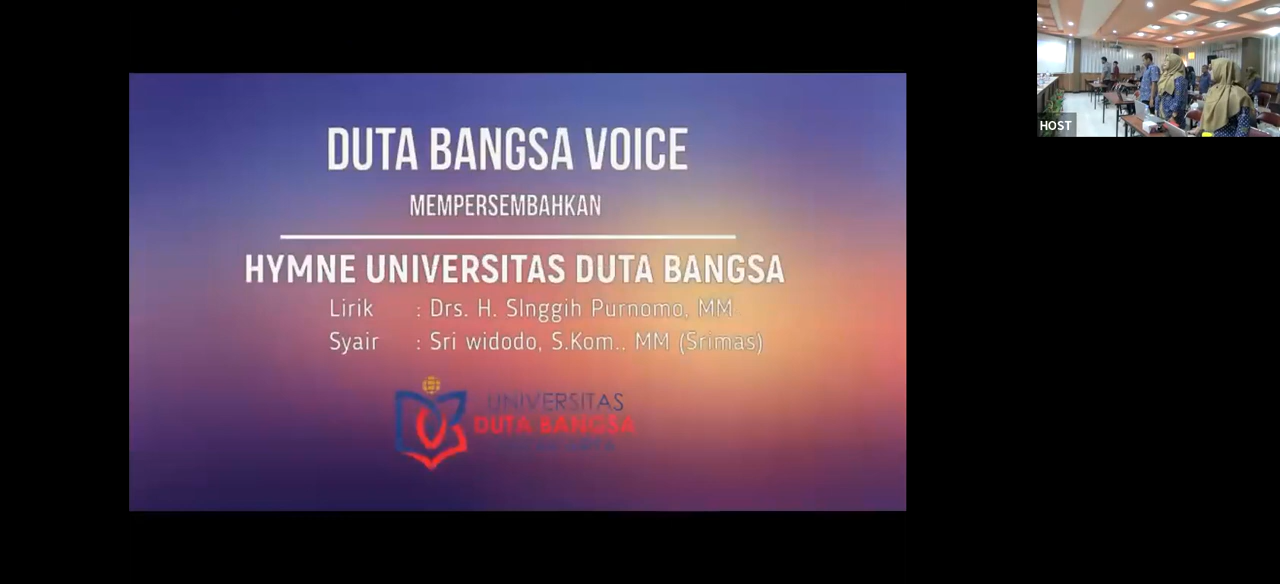 DUTA BANGSA VOICE
MEMPERSEMBAHKAN
HYMNE UNIVERSITAS DUTA BANGSA
Lirik : Drs. H. SInggih Purnomo, MM
Syair : Sri widodo, S.Kom., MM (Srimas)
UNIVERSITAS
DUTA BANGSA
HOST